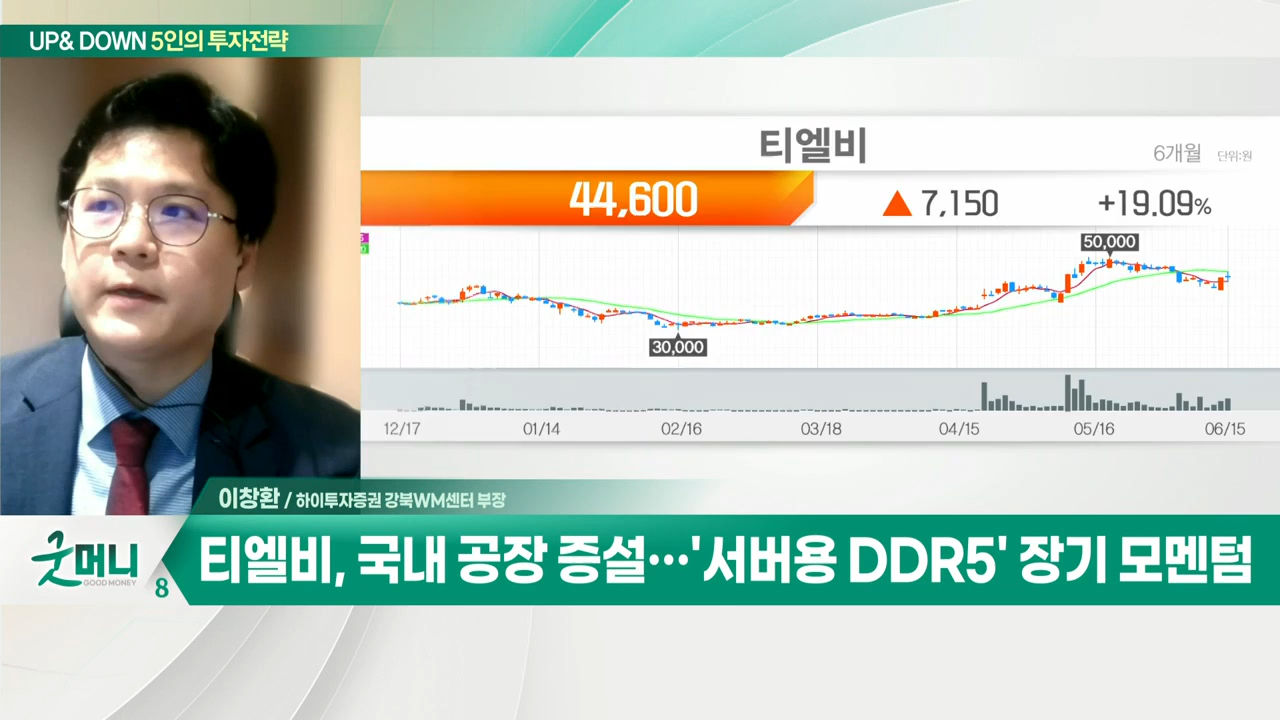 UP& DOWN 5인의 투자전략
티엘비
6개월 단위:원
44,600 ▲ 7,150 +19.09%
50,000
30,000
12/17 01/14 02/16 03/18 04/15 05/16 06/15
이창환 / 하이투자증권 강북WM센터 부장
굿머니
GOOD MONEY
8
티엘비, 국내 공장 증설…'서버용 DDR5' 장기 모멘텀